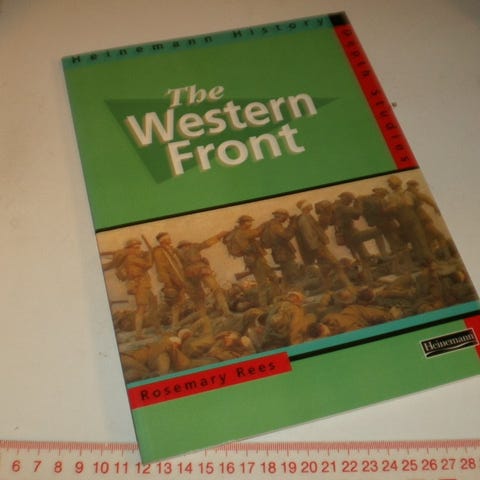 Heinemann History
Depth Studies
The
Western
Front
Heinemann
Rosemary Rees
6 7 8 9 10 11 12 13 14 15 16 17 18 19 20 21 22 23 24 25 26 27 28